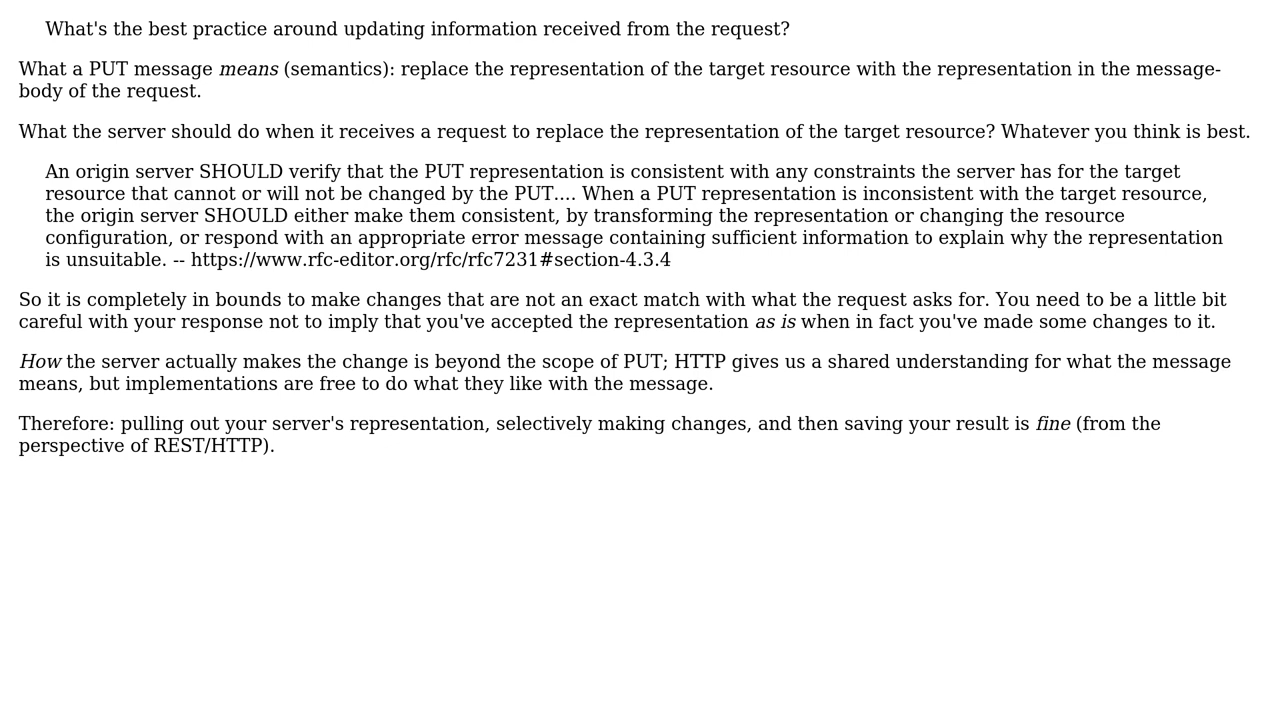 What's the best practice around updating information received from the request?
What a PUT message means (semantics): replace the representation of the target resource with the representation in the message-
body of the request.
What the server should do when it receives a request to replace the representation of the target resource? Whatever you think is best.
An origin server SHOULD verify that the PUT representation is consistent with any constraints the server has for the target
resource that cannot or will not be changed by the PUT.... When a PUT representation is inconsistent with the target resource,
the origin server SHOULD either make them consistent, by transforming the representation or changing the resource
configuration, or respond with an appropriate error message containing sufficient information to explain why the representation
is unsuitable. -- https://www.rfc-editor.org/rfc/rfc7231#section-4.3.4
So it is completely in bounds to make changes that are not an exact match with what the request asks for. You need to be a little bit
careful with your response not to imply that you've accepted the representation as is when in fact you've made some changes to it.
How the server actually makes the change is beyond the scope of PUT; HTTP gives us a shared understanding for what the message
means, but implementations are free to do what they like with the message.
Therefore: pulling out your server's representation, selectively making changes, and then saving your result is fine (from the
perspective of REST/HTTP).